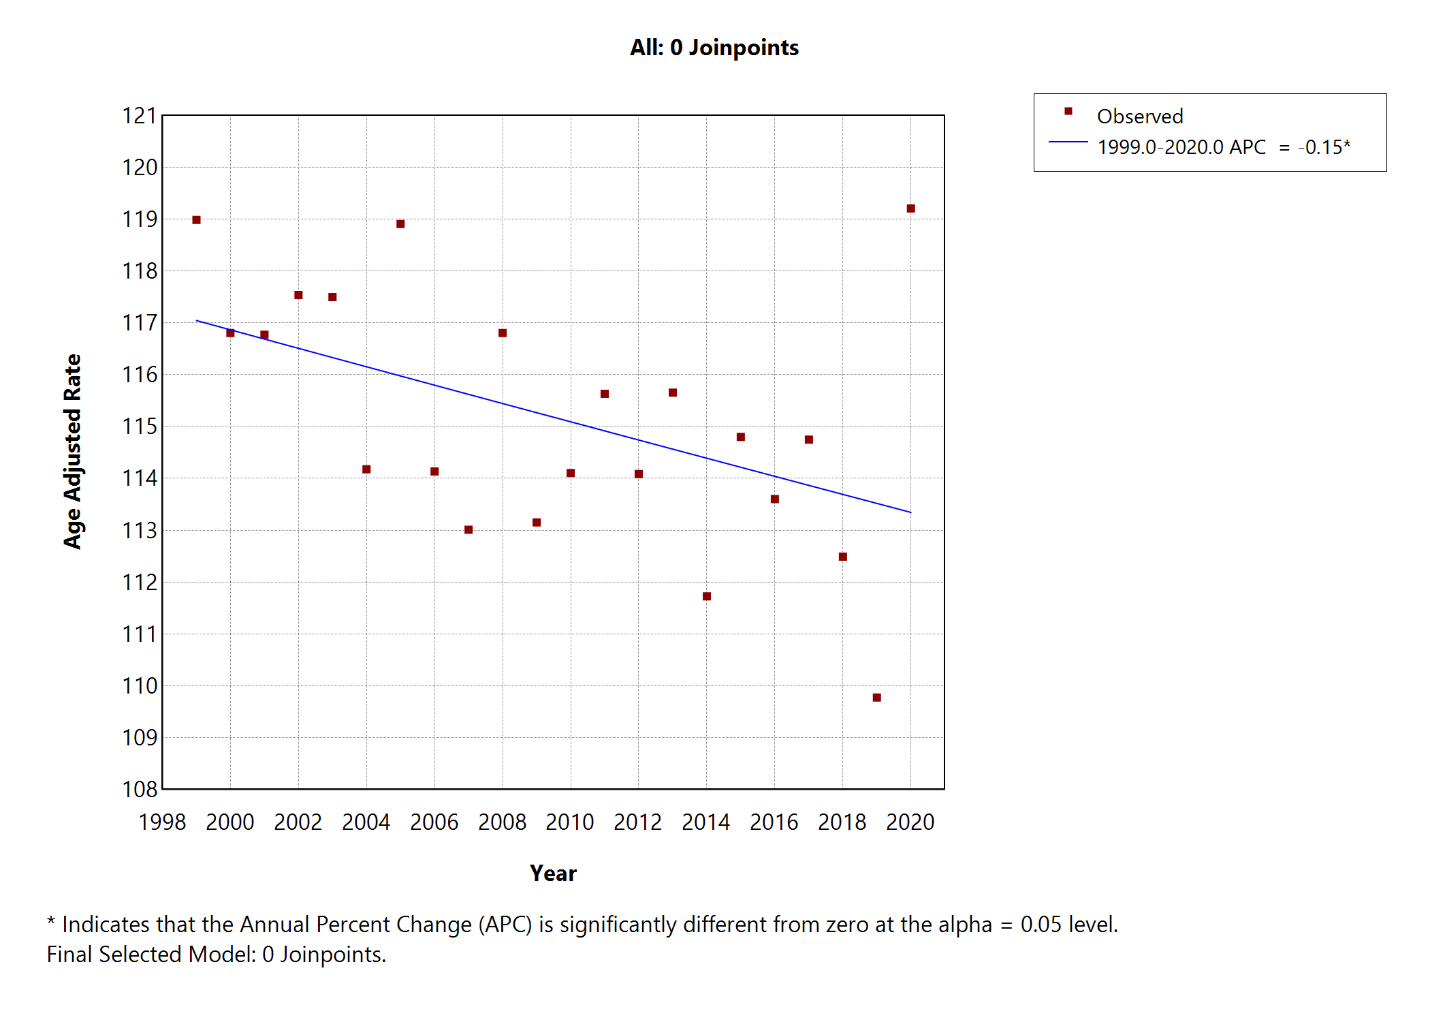 All: 0 Joinpoints
Observed
1999.0-2020.0 APC = -0.15*
121
120
119
118
117
116
115
114
113
112
111
110
109
108
Age Adjusted Rate
1998 2000 2002 2004 2006 2008 2010 2012 2014 2016 2018 2020
Year
* Indicates that the Annual Percent Change (APC) is significantly different from zero at the alpha = 0.05 level.
Final Selected Model: 0 Joinpoints.